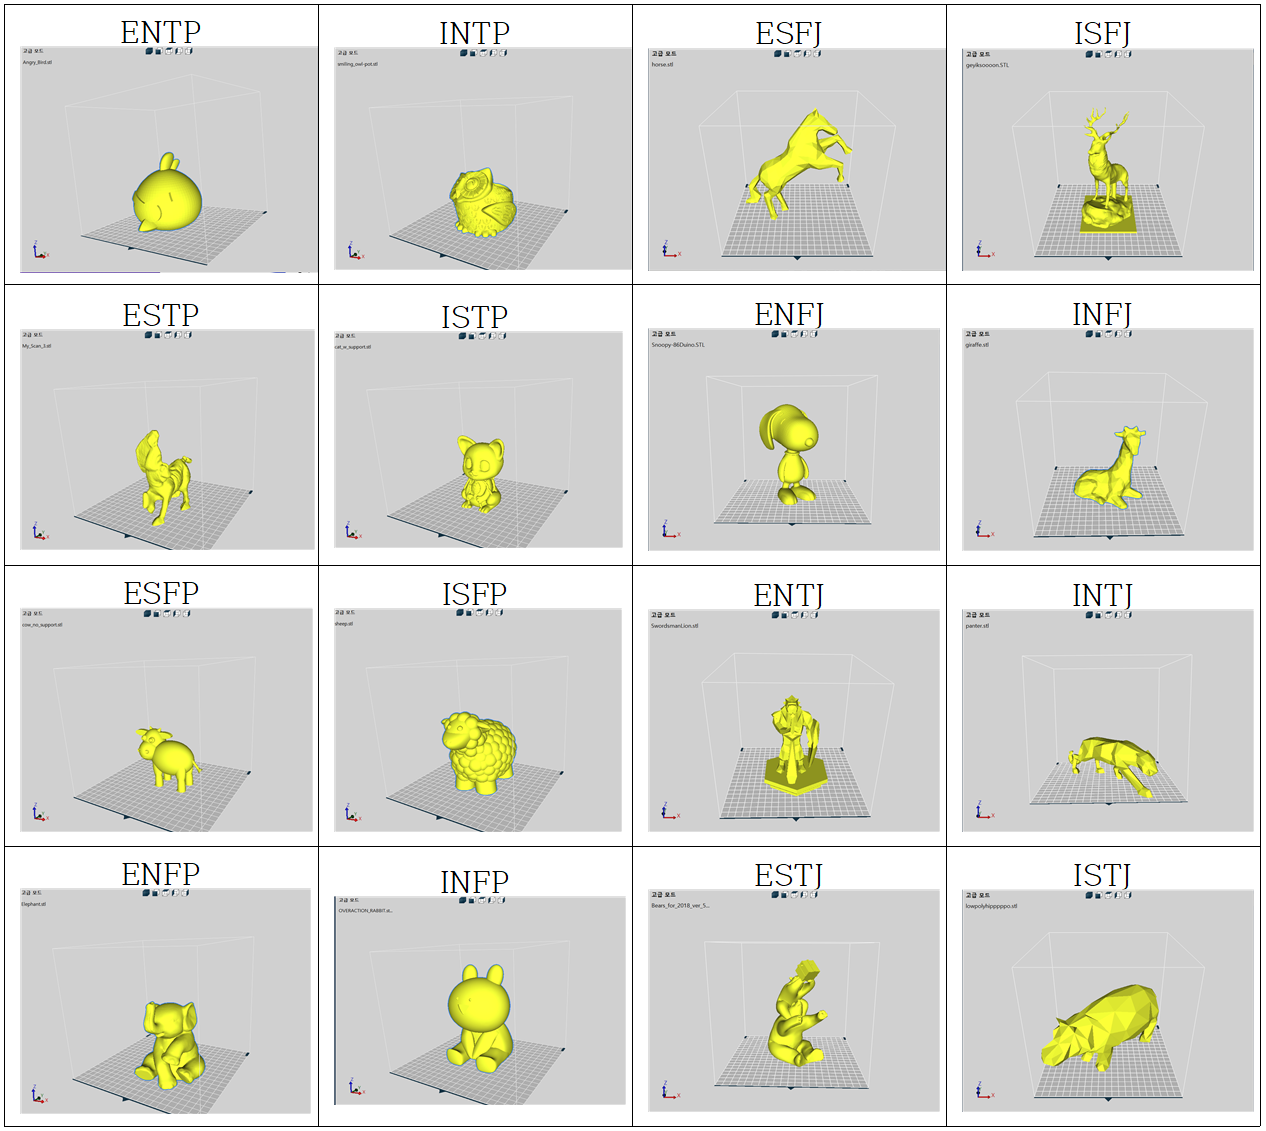 ENTP
고급 모드
Angry_Bird.stl
INTP
고급 모드
smiling_owl-pot.stl
ESFJ
고급 모드
horse.stl
ISFJ
고급 모드
geyiksoooon.STL
ESTP
고급 모드
My_Scan_3.stl
ISTP
고급 모드
cat_w_support.stl
ENFJ
고급 모드
Snoopy-86Duino.STL
INFJ
고급 모드
giraffe.stl
ESFP
고급 모드
cow_no_support.stl
ISFP
고급 모드
sheep.stl
ENTJ
고급 모드
SwordsmanLion.stl
INTJ
고급 모드
panter.stl
ENFP
고급 모드
Elephant.stl
INFP
고급 모드
OVERACTION_RABBIT.st...
ESTJ
고급 모드
Bears_for_2018_ver_5...
ISTJ
고급 모드
lowpolyhipppppo.stl